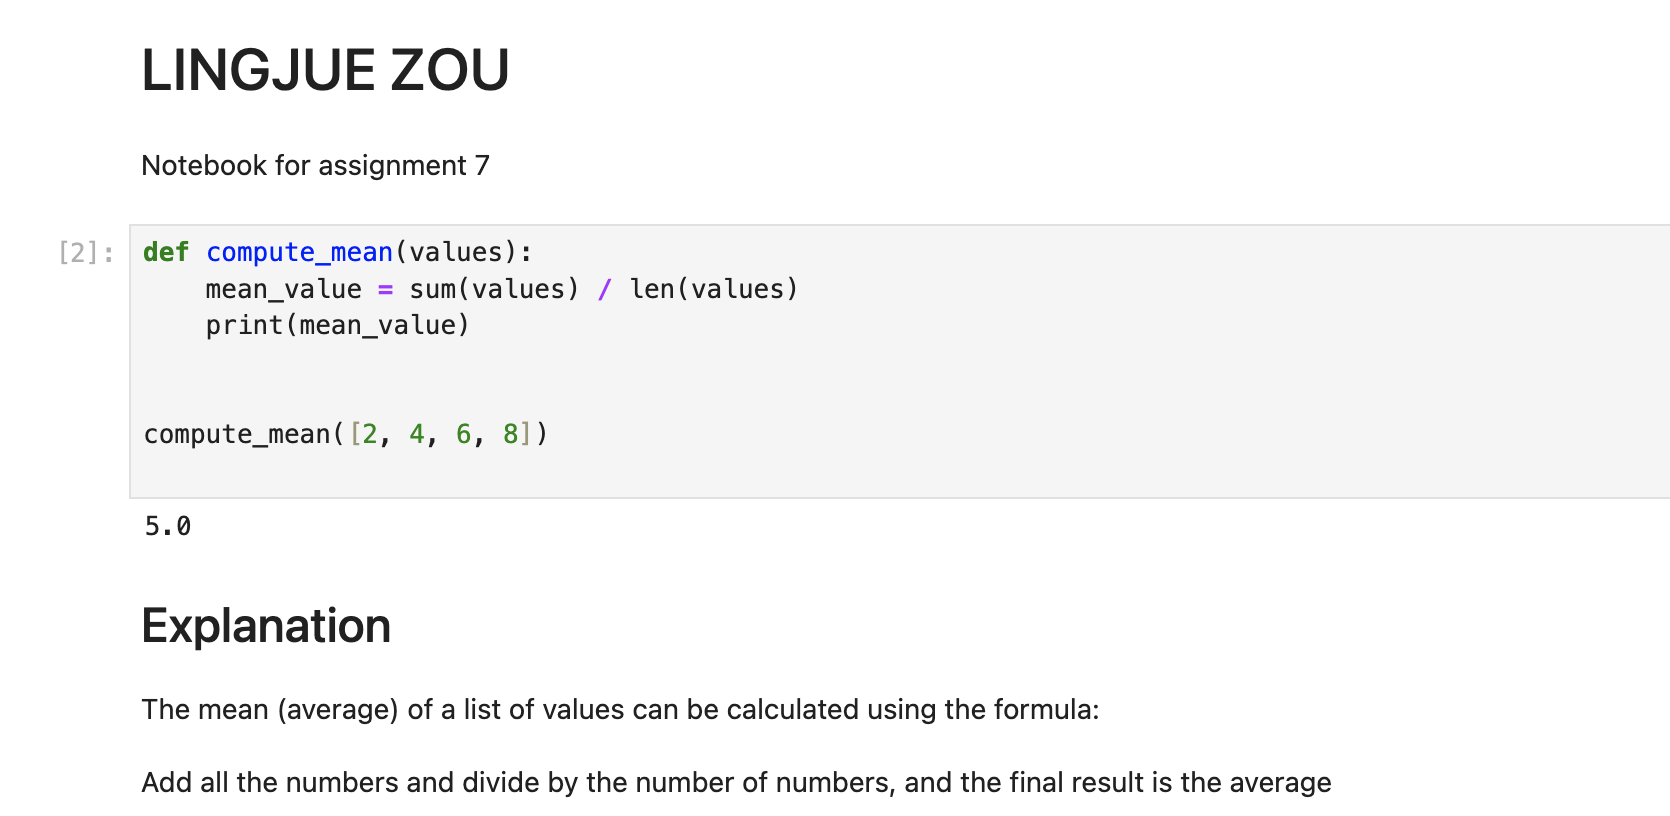 LINGJUE ZOU
Notebook for assignment 7
[2]: def compute_mean(values):
    mean_value = sum(values) / len(values)
    print(mean_value)
compute_mean([2, 4, 6, 8])
5.0
Explanation
The mean (average) of a list of values can be calculated using the formula:
Add all the numbers and divide by the number of numbers, and the final result is the average